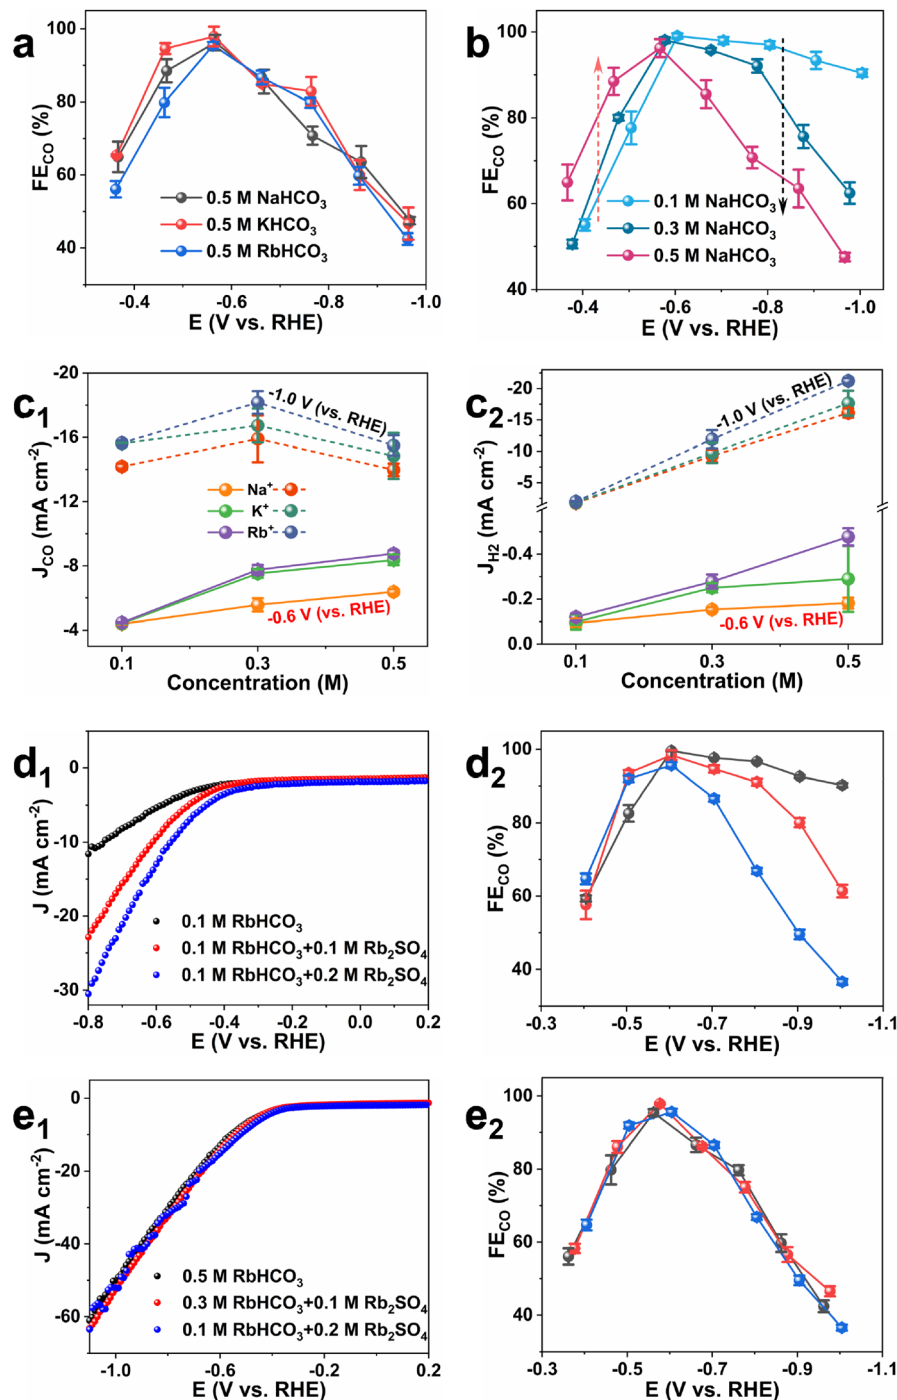 a
100
80
60
40
FE_CO (%)
0.5 M NaHCO₃
0.5 M KHCO₃
0.5 M RbHCO₃
-0.4 -0.6 -0.8 -1.0
E (V vs. RHE)
b
100
80
60
40
FE_CO (%)
0.1 M NaHCO₃
0.3 M NaHCO₃
0.5 M NaHCO₃
-0.4 -0.6 -0.8 -1.0
E (V vs. RHE)
c₁
-20
-16
-12
-8
-4
J_CO (mA cm⁻²)
-1.0 V (vs. RHE)
Na⁺
K⁺
Rb⁺
-0.6 V (vs. RHE)
0.1 0.3 0.5
Concentration (M)
c₂
-20
-15
-10
-5
-0.4
-0.2
0.0
J_H2 (mA cm⁻²)
-1.0 V (vs. RHE)
-0.6 V (vs. RHE)
0.1 0.3 0.5
Concentration (M)
d₁
0
-10
-20
-30
J (mA cm⁻²)
0.1 M RbHCO₃
0.1 M RbHCO₃+0.1 M Rb₂SO₄
0.1 M RbHCO₃+0.2 M Rb₂SO₄
-0.8 -0.6 -0.4 -0.2 0.0 0.2
E (V vs. RHE)
d₂
100
80
60
40
FE_CO (%)
-0.3 -0.5 -0.7 -0.9 -1.1
E (V vs. RHE)
e₁
0
-20
-40
-60
J (mA cm⁻²)
0.5 M RbHCO₃
0.3 M RbHCO₃+0.1 M Rb₂SO₄
0.1 M RbHCO₃+0.2 M Rb₂SO₄
-1.0 -0.6 -0.2 0.2
E (V vs. RHE)
e₂
100
80
60
40
FE_CO (%)
-0.3 -0.5 -0.7 -0.9 -1.1
E (V vs. RHE)